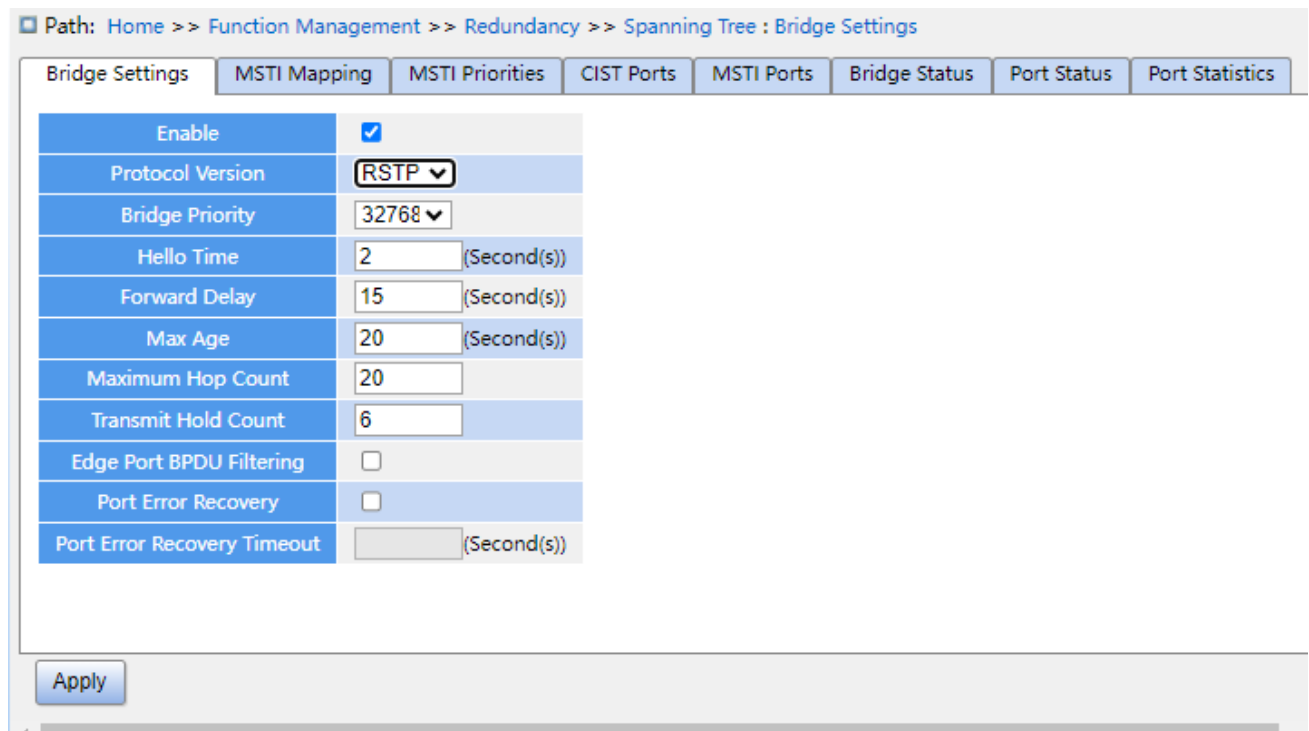 Path: Home >> Function Management >> Redundancy >> Spanning Tree : Bridge Settings
Bridge Settings MSTI Mapping MSTI Priorities CIST Ports MSTI Ports Bridge Status Port Status Port Statistics
Enable
Protocol Version RSTP
Bridge Priority 32768
Hello Time 2 (Second(s))
Forward Delay 15 (Second(s))
Max Age 20 (Second(s))
Maximum Hop Count 20
Transmit Hold Count 6
Edge Port BPDU Filtering
Port Error Recovery
Port Error Recovery Timeout (Second(s))
Apply